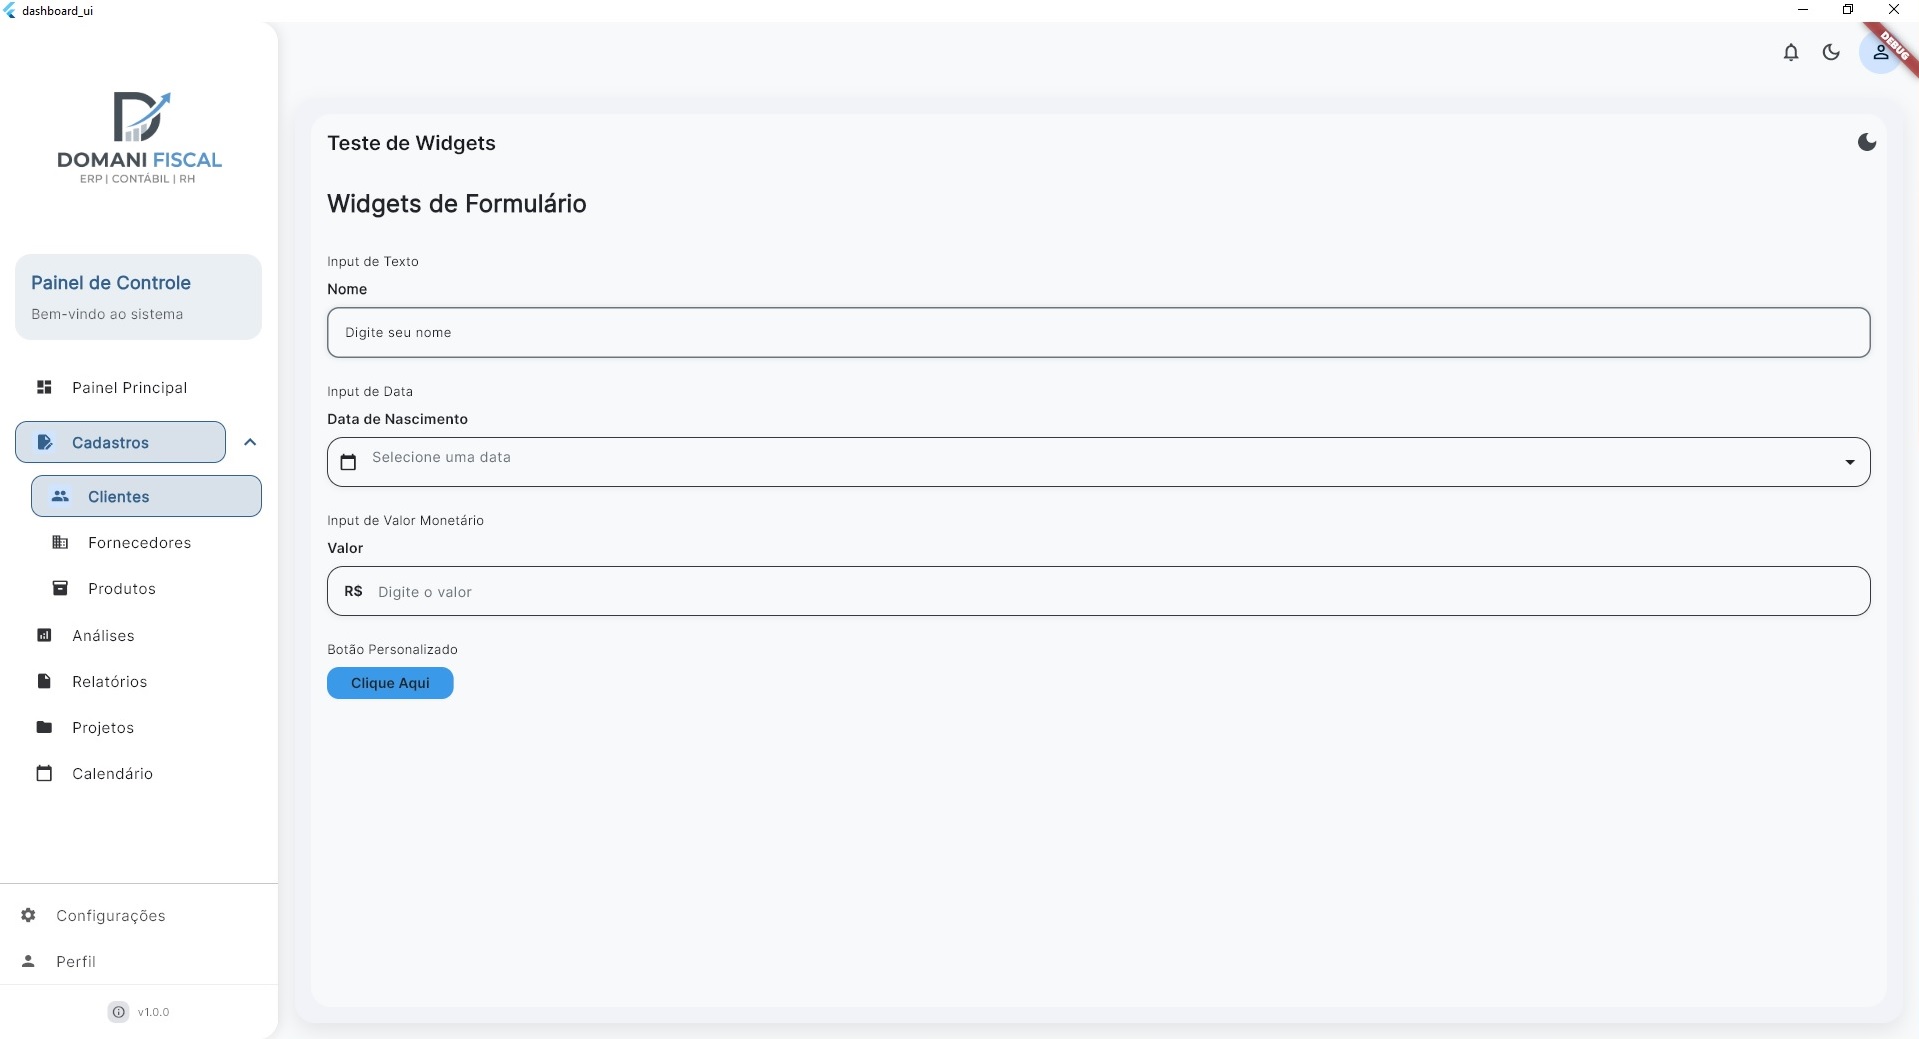 dashboard_ui
DEBUG
DOMANI FISCAL
ERP | CONTÁBIL | RH
Painel de Controle
Bem-vindo ao sistema
Painel Principal
Cadastros
Clientes
Fornecedores
Produtos
Análises
Relatórios
Projetos
Calendário
Configurações
Perfil
v1.0.0
Teste de Widgets
Widgets de Formulário
Input de Texto
Nome
Digite seu nome
Input de Data
Data de Nascimento
Selecione uma data
Input de Valor Monetário
Valor
R$ Digite o valor
Botão Personalizado
Clique Aqui